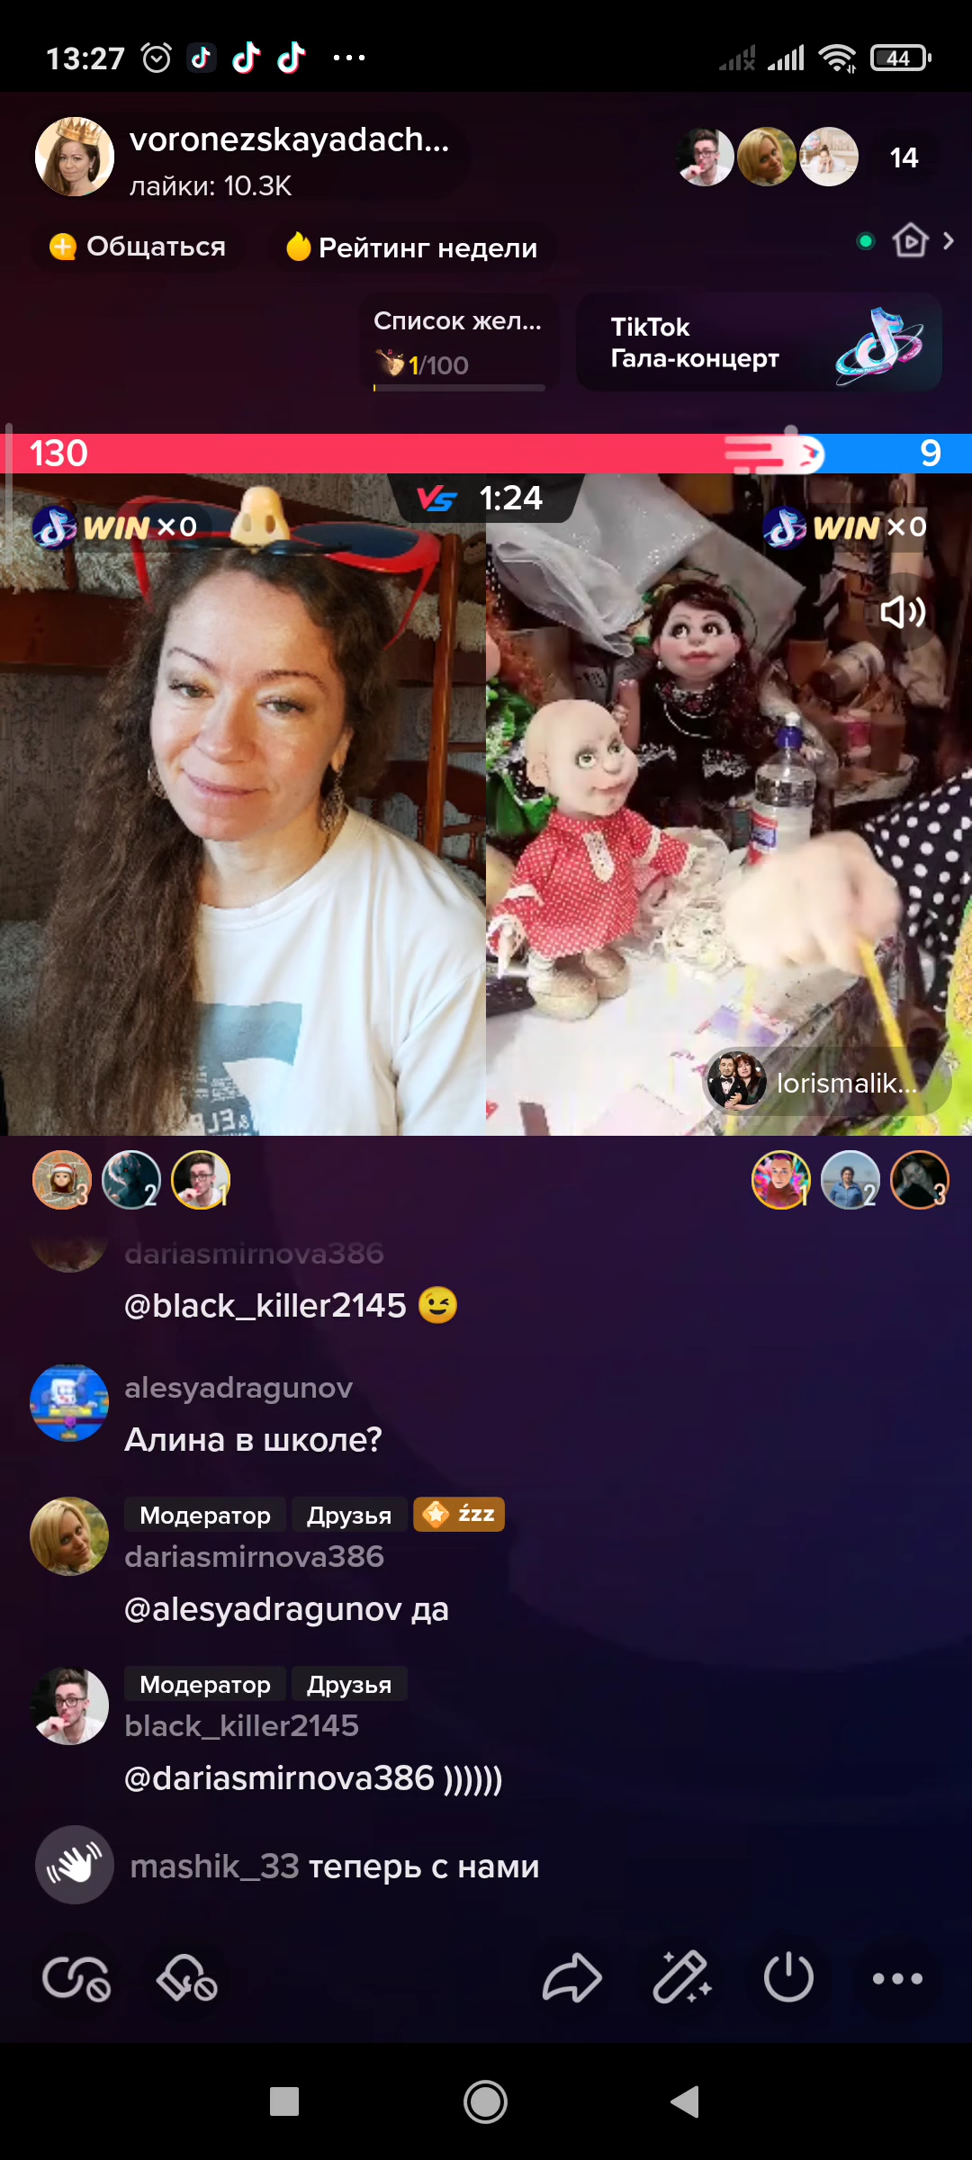 13:27
44
voronezskayadach...
лайки: 10.3K
14
Общаться
Рейтинг недели
Список жел...
1/100
TikTok
Гала-концерт
130
9
VS 1:24
WIN ×0
WIN ×0
lorismalik...
3
2
1
1
2
3
dariasmirnova386
@black_killer2145 😉
alesyadragunov
Алина в школе?
Модератор Друзья źzz
dariasmirnova386
@alesyadragunov да
Модератор Друзья
black_killer2145
@dariasmirnova386 ))))))
mashik_33 теперь с нами